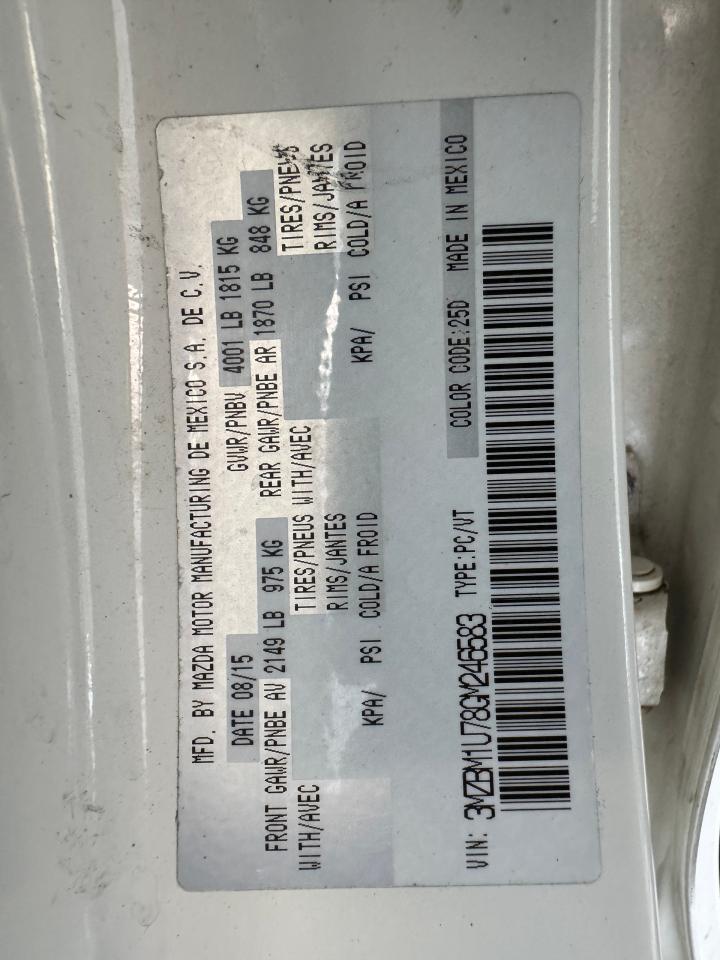 MFD. BY MAZDA MOTOR MANUFACTURING DE MEXICO S.A. DE C.V.
DATE 08/15 GVWR/PNBV 4001 LB 1815 KG
FRONT GAWR/PNBE AV 2149 LB 975 KG REAR GAWR/PNBE AR 1870 LB 848 KG
WITH/AVEC TIRES/PNEUS WITH/AVEC TIRES/PNEUS
RIMS/JANTES RIMS/JANTES
KPA/ PSI COLD/A FROID KPA/ PSI COLD/A FROID
COLOR CODE:25D MADE IN MEXICO
VIN: 3MZBM1U78GM246583 TYPE:PC/VT